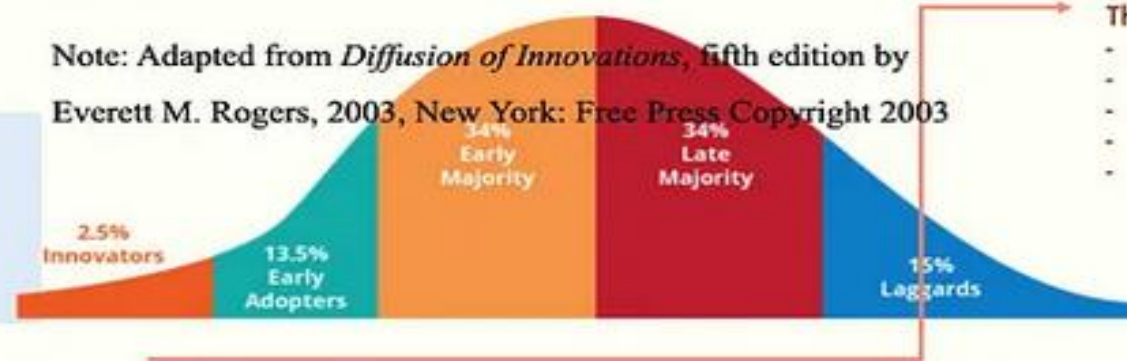 Th
Note: Adapted from Diffusion of Innovations, fifth edition by
Everett M. Rogers, 2003, New York: Free Press Copyright 2003
34%
Early
Majority
34%
Late
Majority
2.5%
Innovators
13.5%
Early
Adopters
15%
Laggards
-
-
-
-
-